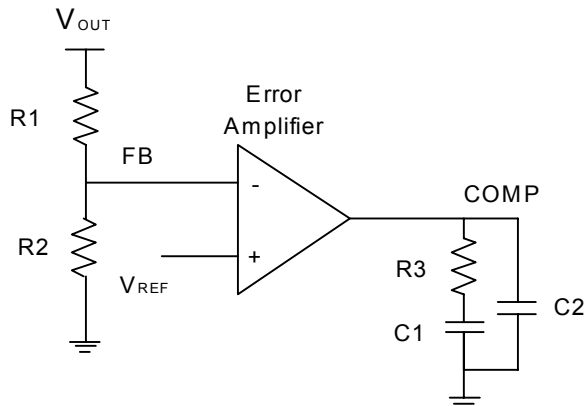 VOUT
R1
Error
Amplifier
FB
-
COMP
R2
+
R3
VREF
C1
C2